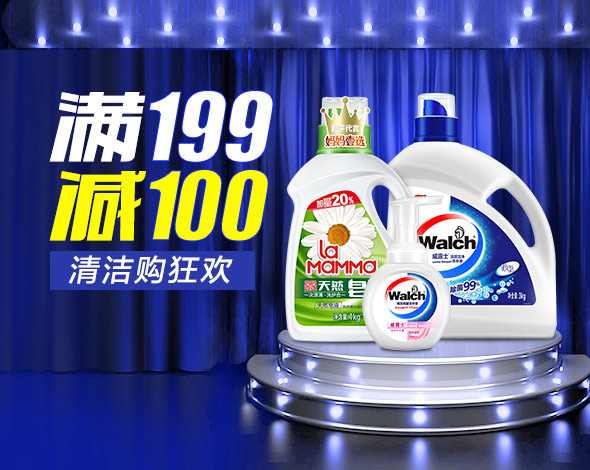 满199
减100
清洁购狂欢
妈妈壹选
加量20%
La
MAMMA
天然皂
Walch
威露士
除菌99%
Walch
威露士